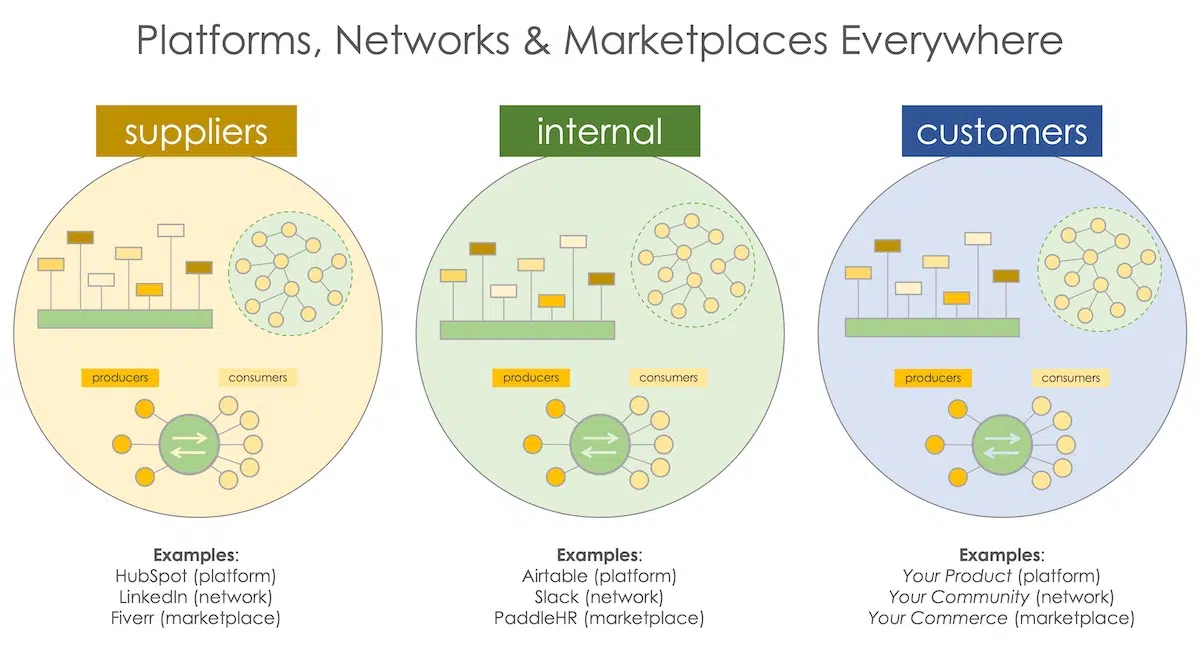 Platforms, Networks & Marketplaces Everywhere
suppliers
producers
consumers
Examples:
HubSpot (platform)
LinkedIn (network)
Fiverr (marketplace)
internal
producers
consumers
Examples:
Airtable (platform)
Slack (network)
PaddleHR (marketplace)
customers
producers
consumers
Examples:
Your Product (platform)
Your Community (network)
Your Commerce (marketplace)